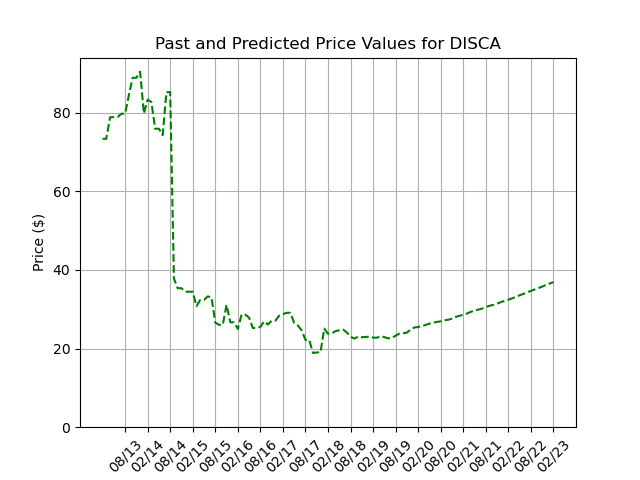 Past and Predicted Price Values for DISCA
80
60
40
20
0
Price ($)
08/13 02/14 08/14 02/15 08/15 02/16 08/16 02/17 08/17 02/18 08/18 02/19 08/19 02/20 08/20 02/21 08/21 02/22 08/22 02/23